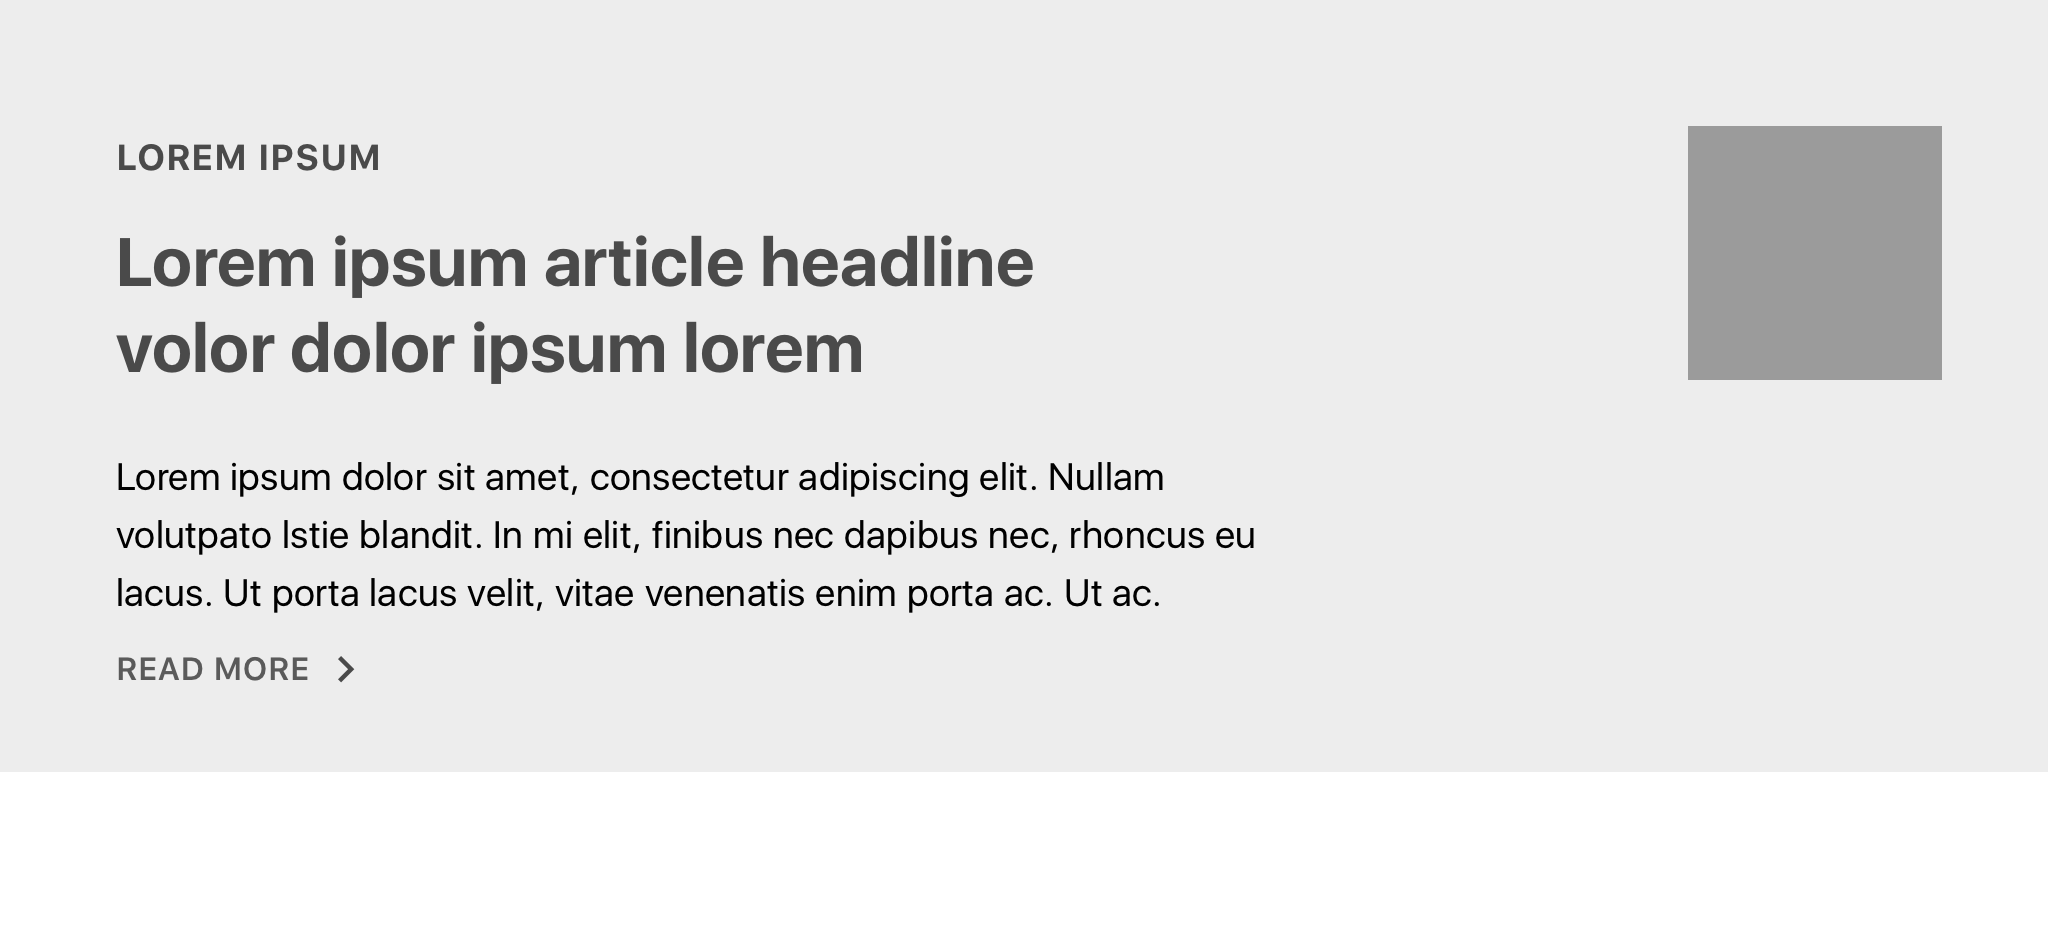 LOREM IPSUM
Lorem ipsum article headline
volor dolor ipsum lorem
Lorem ipsum dolor sit amet, consectetur adipiscing elit. Nullam
volutpato lstie blandit. In mi elit, finibus nec dapibus nec, rhoncus eu
lacus. Ut porta lacus velit, vitae venenatis enim porta ac. Ut ac.
READ MORE